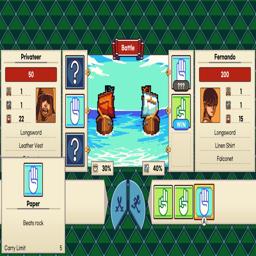 Battle
Privateer
50
1
1
22
Longsword
Leather Vest
?
?
???
WIN
Fernando
200
1
1
15
Longsword
Linen Shirt
Falconet
30%
40%
Paper
Beats rock
Carry Limit 5
A